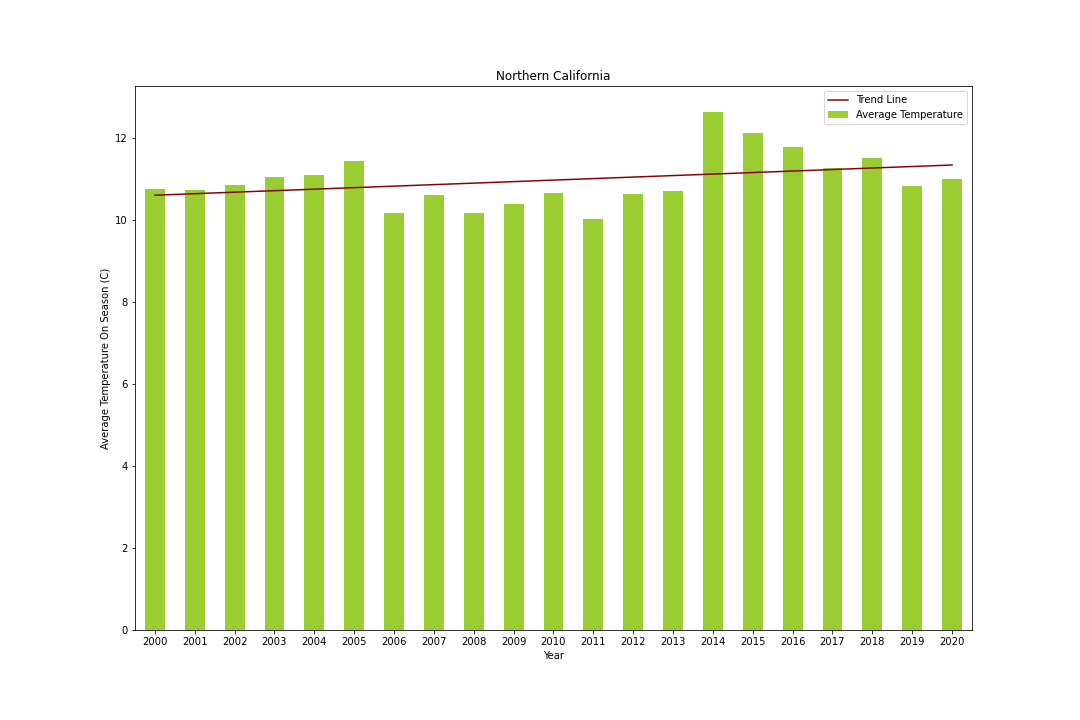 Northern California
Trend Line
Average Temperature
Average Temperature On Season (C)
12
10
8
6
4
2
0
2000 2001 2002 2003 2004 2005 2006 2007 2008 2009 2010 2011 2012 2013 2014 2015 2016 2017 2018 2019 2020
Year